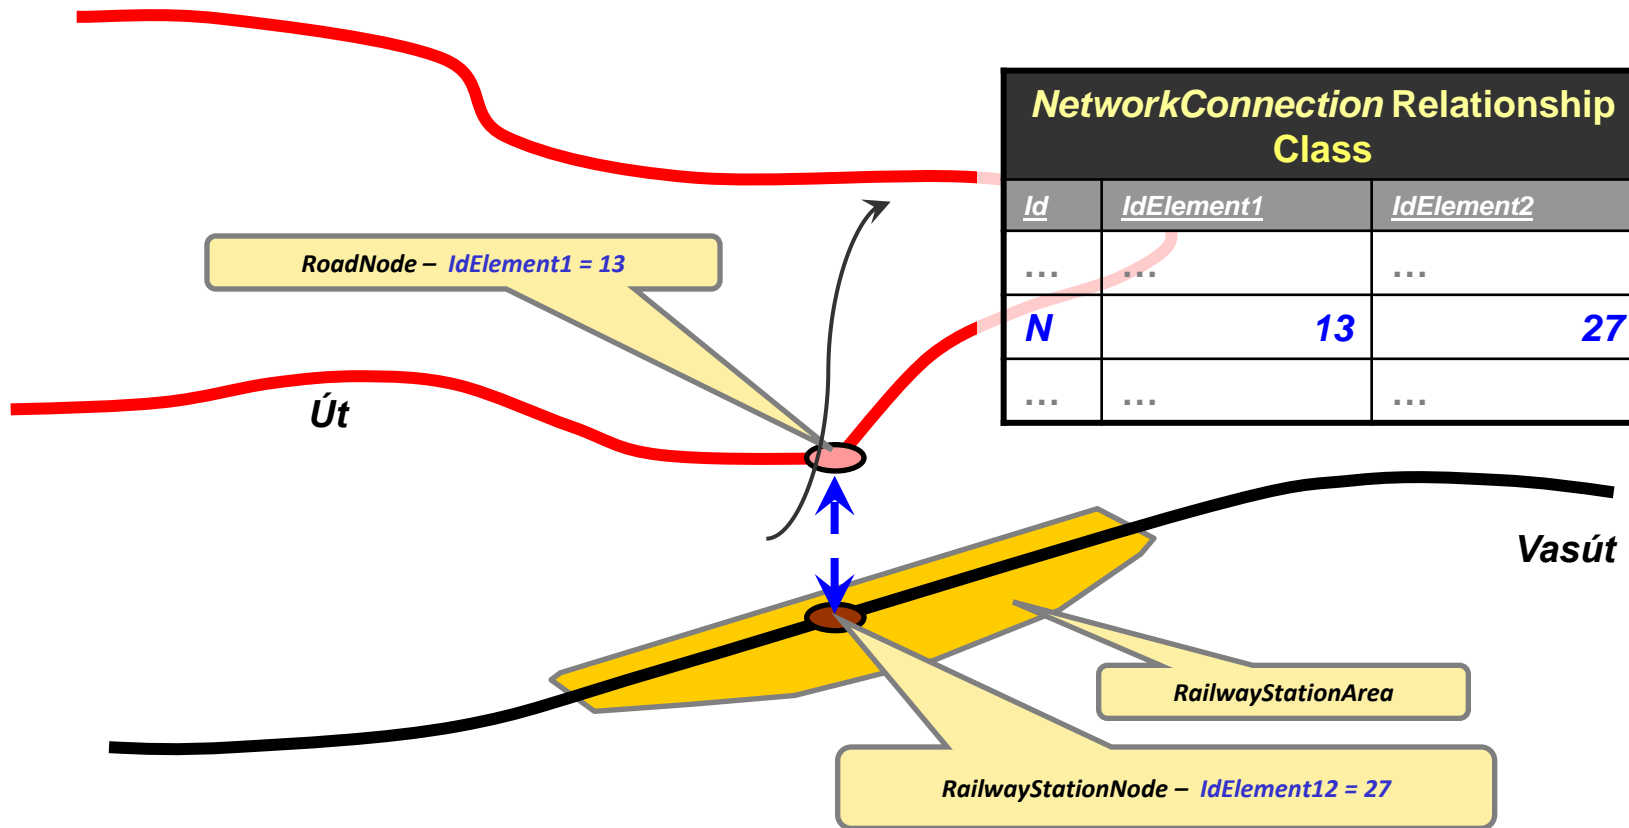 NetworkConnection Relationship
Class
Id IdElement1 IdElement2
... ... ...
N 13 27
... ... ...
RoadNode – IdElement1 = 13
Út
Vasút
RailwayStationArea
RailwayStationNode – IdElement12 = 27